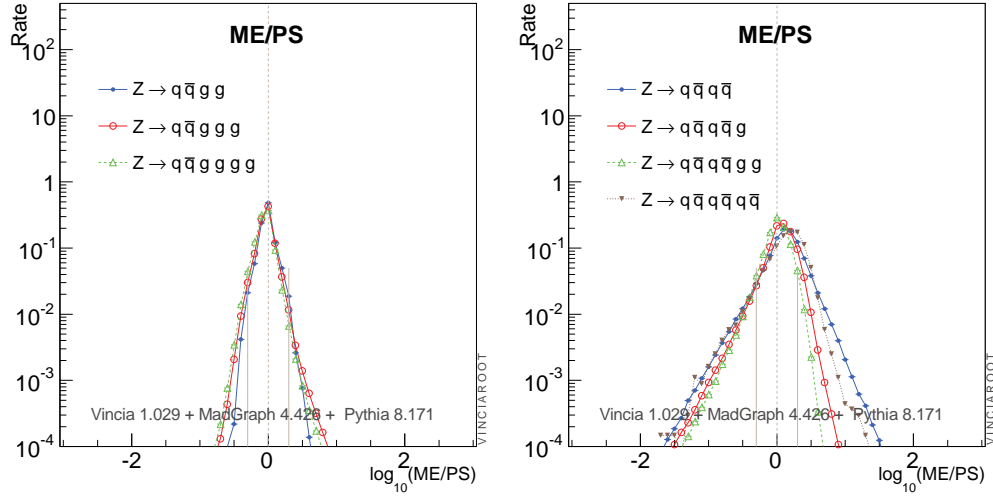 Rate
ME/PS
10²
10
1
10⁻¹
10⁻²
10⁻³
10⁻⁴
Z → q q̅ g g
Z → q q̅ g g g
Z → q q̅ g g g g
Vincia 1.029 + MadGraph 4.426 + Pythia 8.171
VINCIAROOT
-2 0 2
log₁₀(ME/PS)
Rate
ME/PS
10²
10
1
10⁻¹
10⁻²
10⁻³
10⁻⁴
Z → q q̅ q q̅
Z → q q̅ q q̅ g
Z → q q̅ q q̅ g g
Z → q q̅ q q̅ q q̅
Vincia 1.029 + MadGraph 4.426 + Pythia 8.171
VINCIAROOT
-2 0 2
log₁₀(ME/PS)